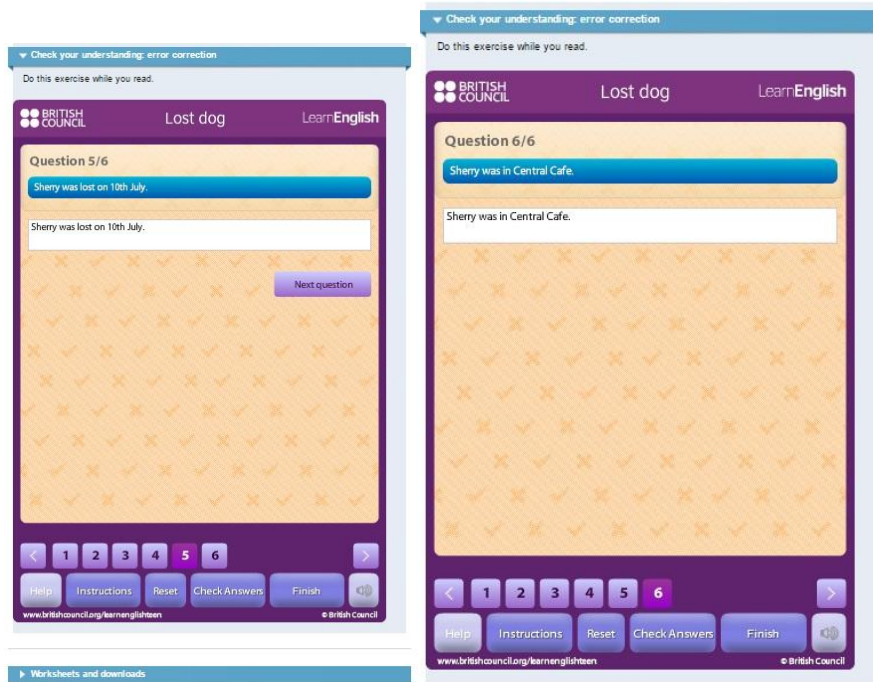 Check your understanding: error correction
Do this exercise while you read.
BRITISH
COUNCIL
Lost dog
LearnEnglish
Question 5/6
Sherry was lost on 10th July.
Sherry was lost on 10th July.
Next question
1 2 3 4 5 6
Help Instructions Reset Check Answers Finish
www.britishcouncil.org/learnenglishteen
© British Council
Worksheets and downloads
Check your understanding: error correction
Do this exercise while you read.
BRITISH
COUNCIL
Lost dog
LearnEnglish
Question 6/6
Sherry was in Central Cafe.
Sherry was in Central Cafe.
1 2 3 4 5 6
Help Instructions Reset Check Answers Finish
www.britishcouncil.org/learnenglishteen
© British Council